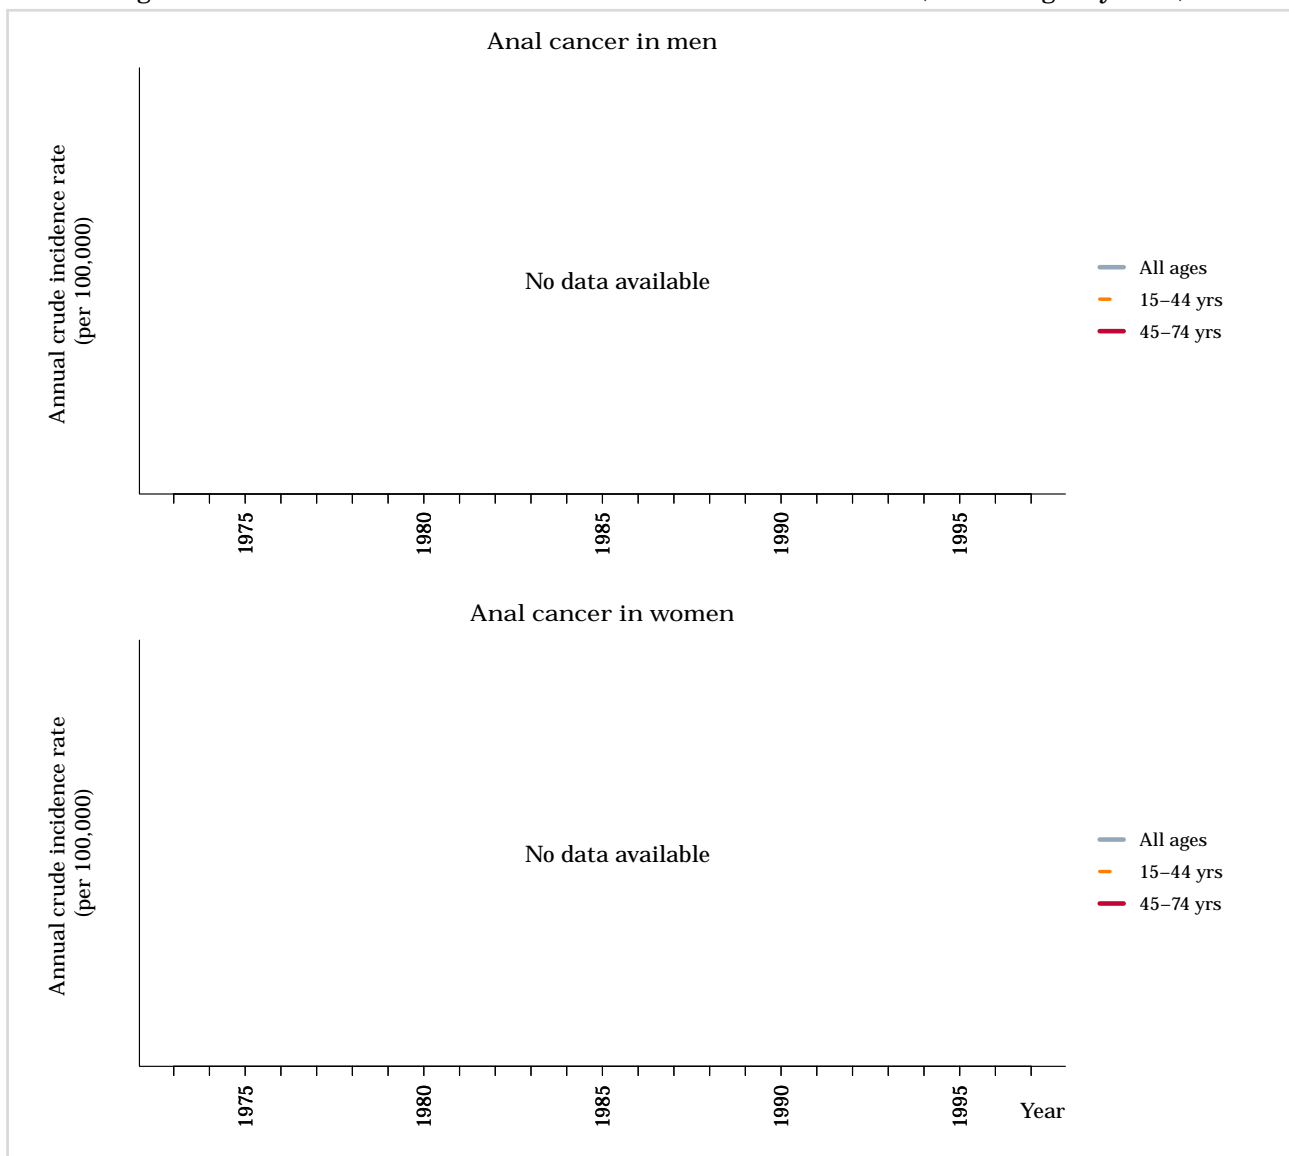 Anal cancer in men
Annual crude incidence rate
(per 100,000)
No data available
All ages
15–44 yrs
45–74 yrs
1975
1980
1985
1990
1995
Anal cancer in women
Annual crude incidence rate
(per 100,000)
No data available
All ages
15–44 yrs
45–74 yrs
1975
1980
1985
1990
1995
Year